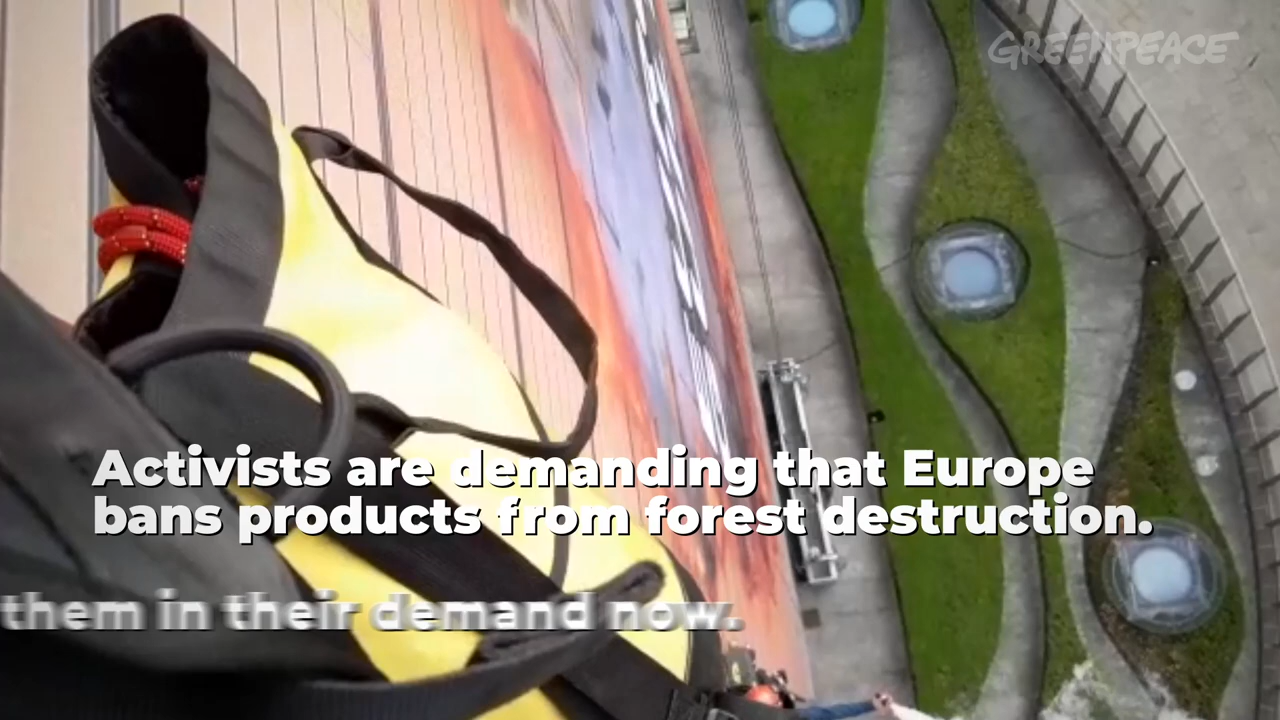 GREENPEACE
Activists are demanding that Europe
bans products from forest destruction.
them in their demand now.